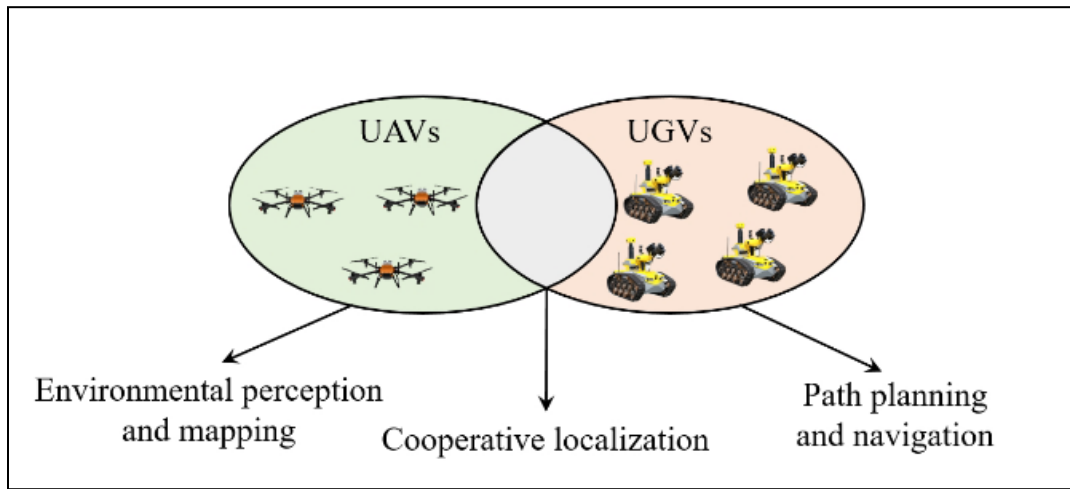 UAVs
UGVs
Environmental perception
and mapping
Cooperative localization
Path planning
and navigation